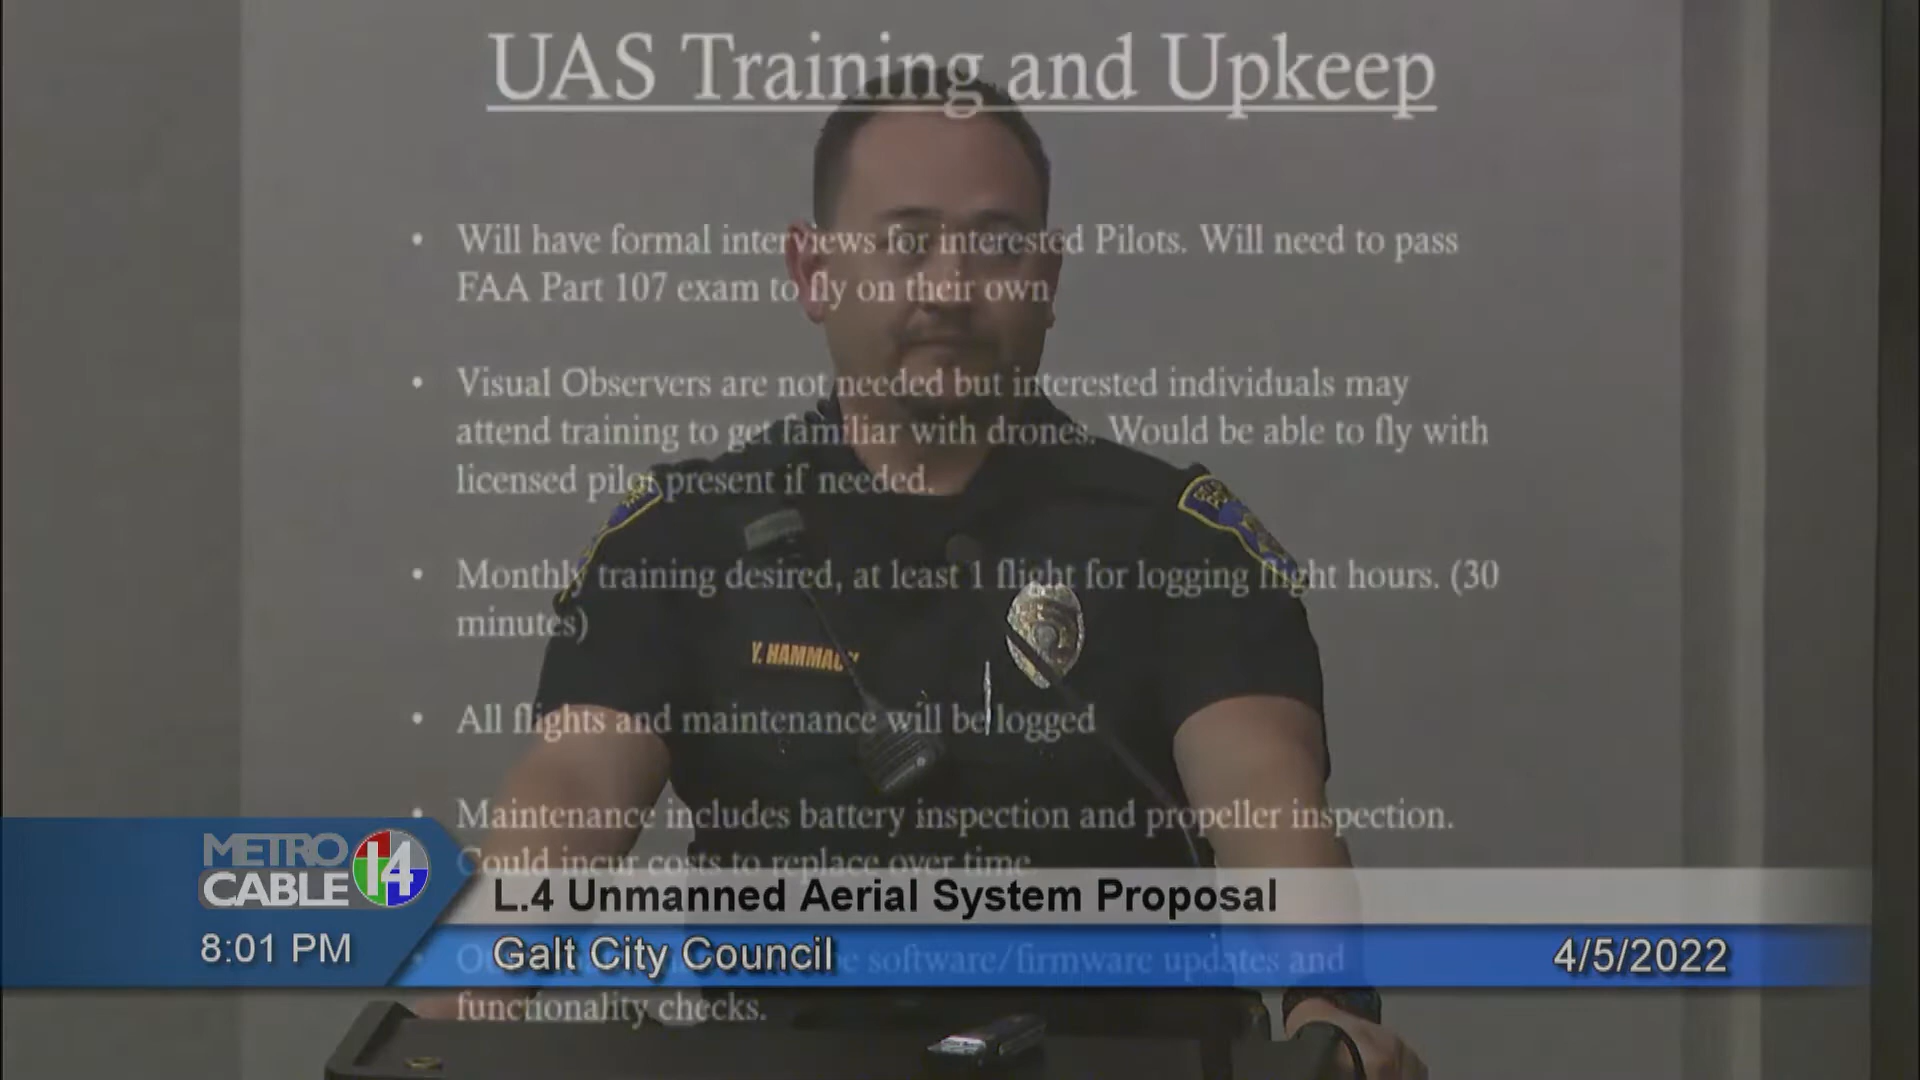 UAS Training and Upkeep
• Will have formal interviews for interested Pilots. Will need to pass
FAA Part 107 exam to fly on their own
• Visual Observers are not needed but interested individuals may
attend training to get familiar with drones. Would be able to fly with
licensed pilot present if needed.
• Monthly training desired, at least 1 flight for logging flight hours. (30
minutes)
Y. HAMMACK
• All flights and maintenance will be logged
• Maintenance includes battery inspection and propeller inspection.
Could incur costs to replace over time
METRO
CABLE 14
L.4 Unmanned Aerial System Proposal
8:01 PM
Galt City Council
4/5/2022
software/firmware updates and
functionality checks.